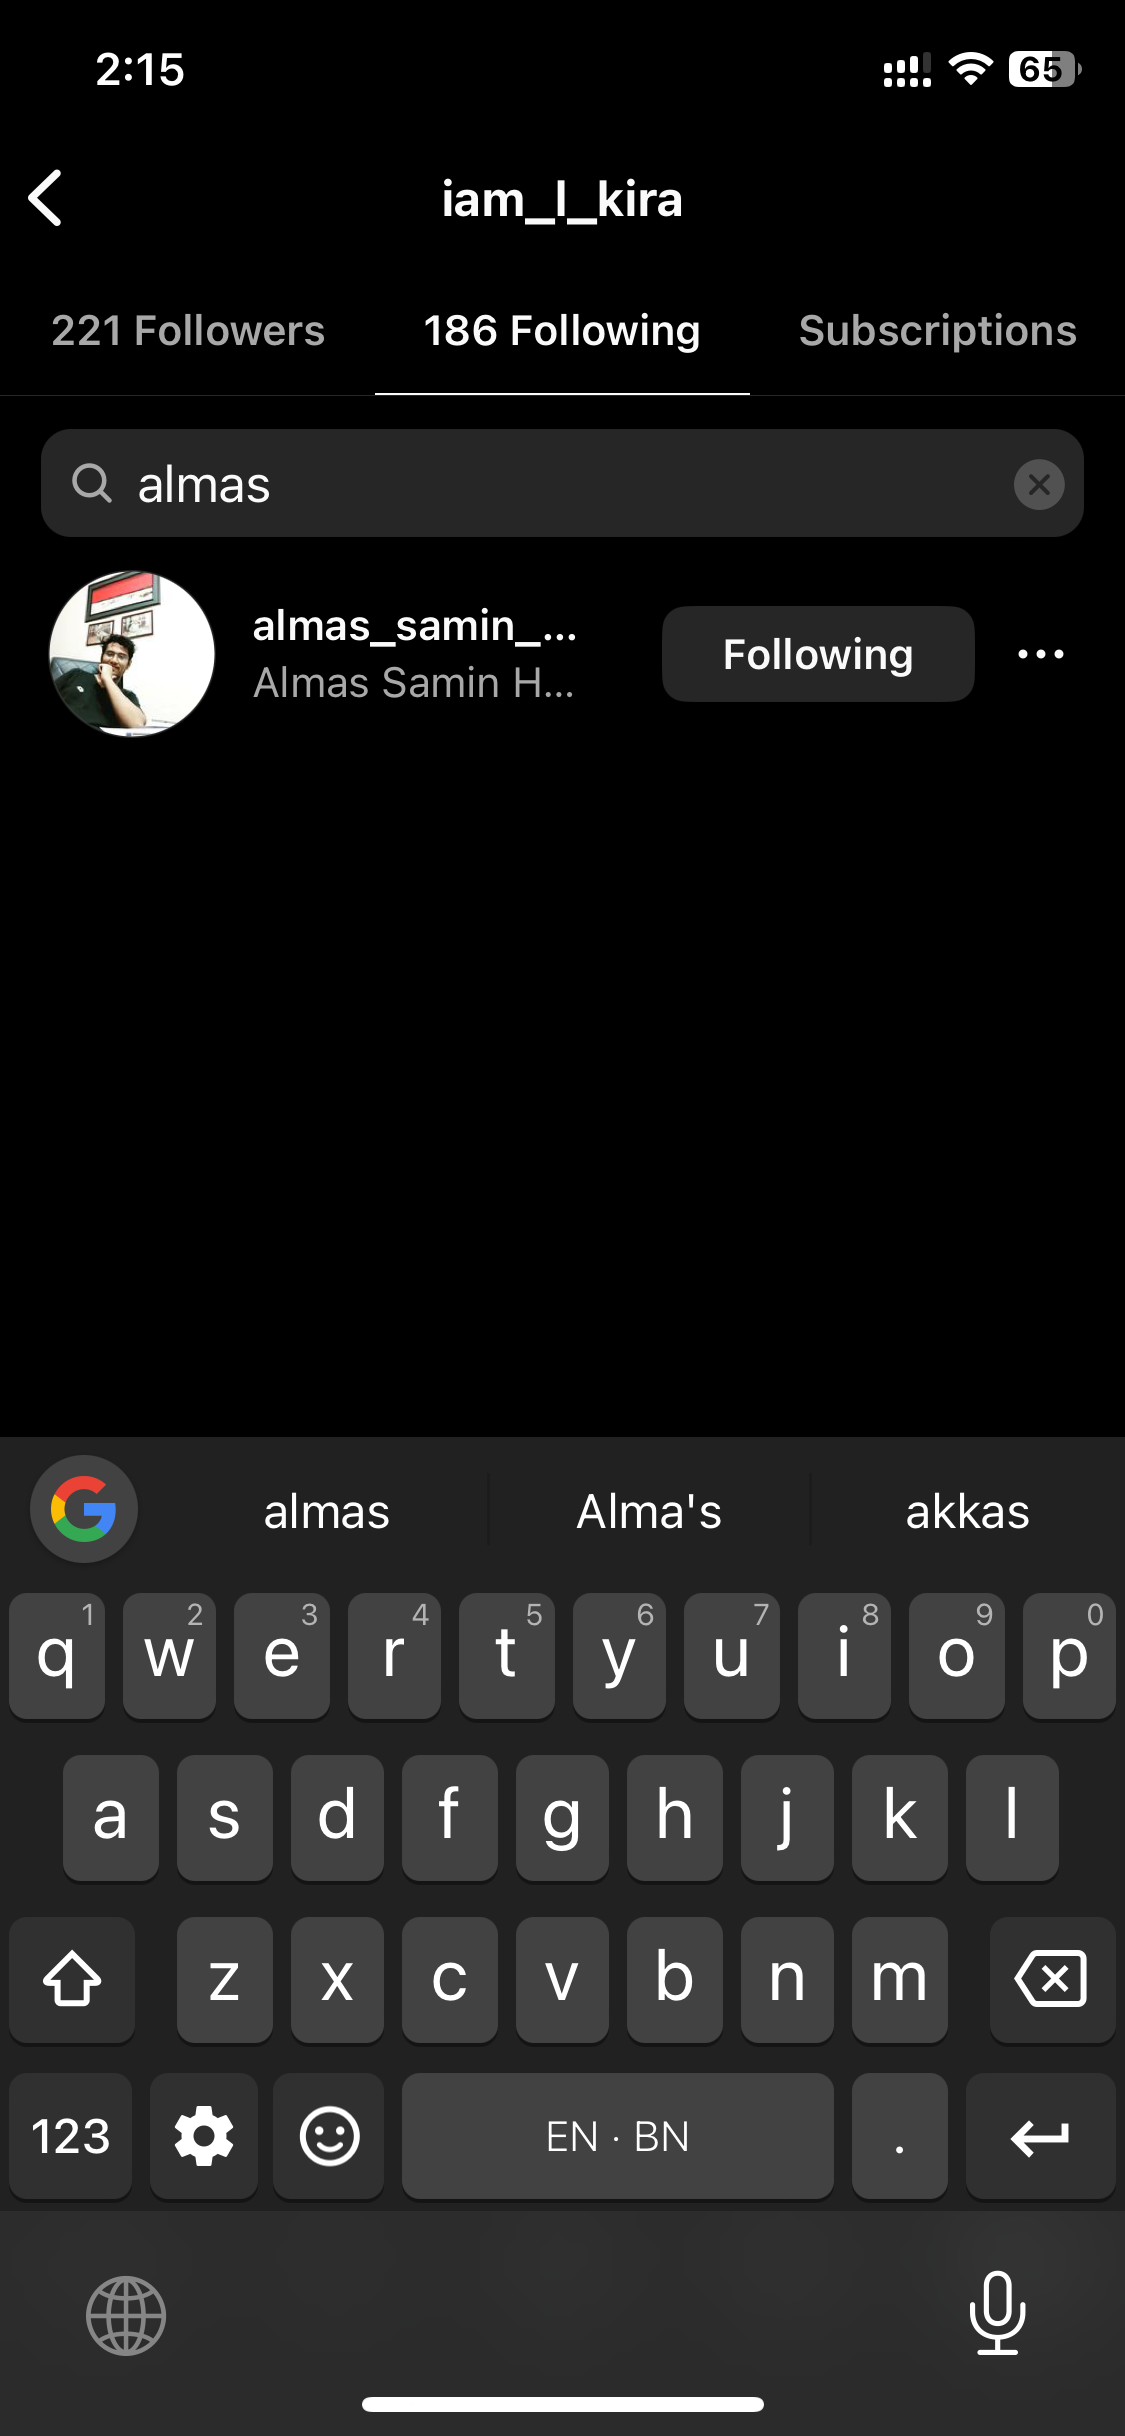 2:15
65
iam_l_kira
221 Followers 186 Following Subscriptions
almas
almas_samin_...
Following
Almas Samin H...
almas Alma's akkas
1 2 3 4 5 6 7 8 9 0
q w e r t y u i o p
a s d f g h j k l
z x c v b n m
123 EN · BN .